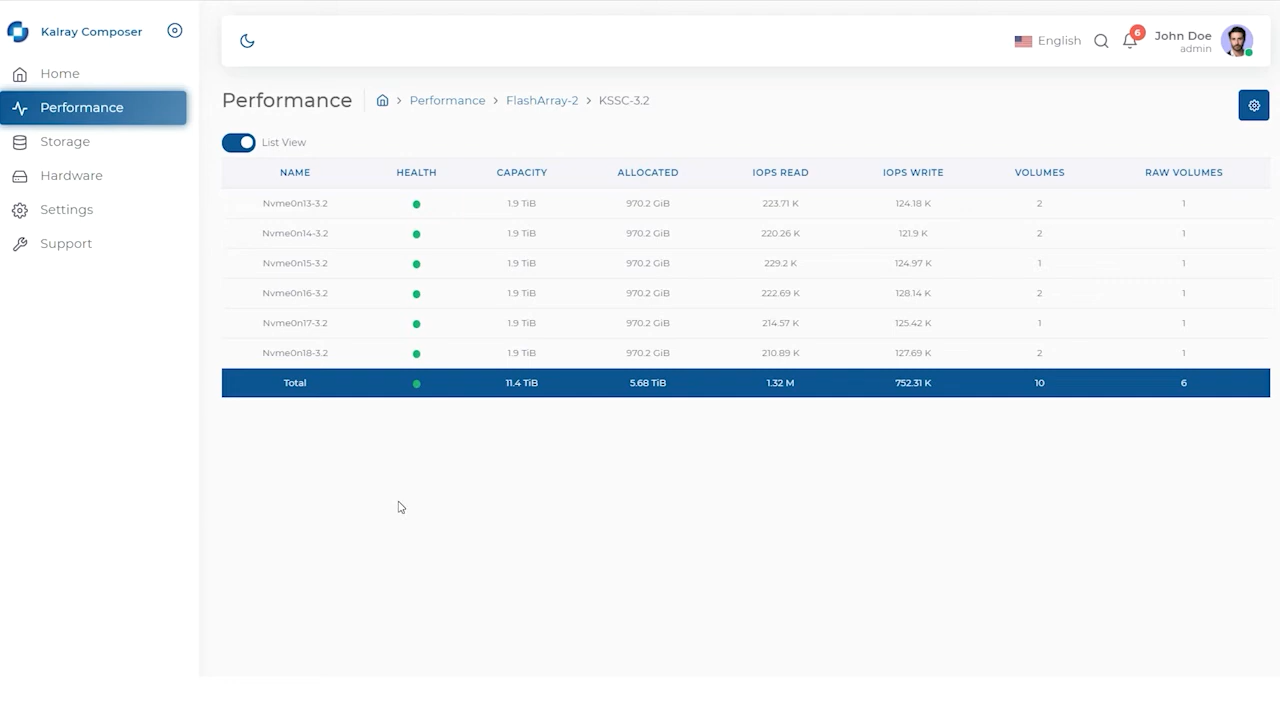 Kalray Composer
Home
Performance
Storage
Hardware
Settings
Support
English
6
John Doe
admin
Performance > Performance > FlashArray-2 > KSSC-3.2
List View
NAME HEALTH CAPACITY ALLOCATED IOPS READ IOPS WRITE VOLUMES RAW VOLUMES
Nvme0n13-3.2 1.9 TiB 970.2 GiB 223.71 K 124.18 K 2 1
Nvme0n14-3.2 1.9 TiB 970.2 GiB 220.26 K 121.9 K 2 1
Nvme0n15-3.2 1.9 TiB 970.2 GiB 229.2 K 124.97 K 1 1
Nvme0n16-3.2 1.9 TiB 970.2 GiB 222.69 K 128.14 K 2 1
Nvme0n17-3.2 1.9 TiB 970.2 GiB 214.57 K 125.42 K 1 1
Nvme0n18-3.2 1.9 TiB 970.2 GiB 210.89 K 127.69 K 2 1
Total 11.4 TiB 5.68 TiB 1.32 M 752.31 K 10 6